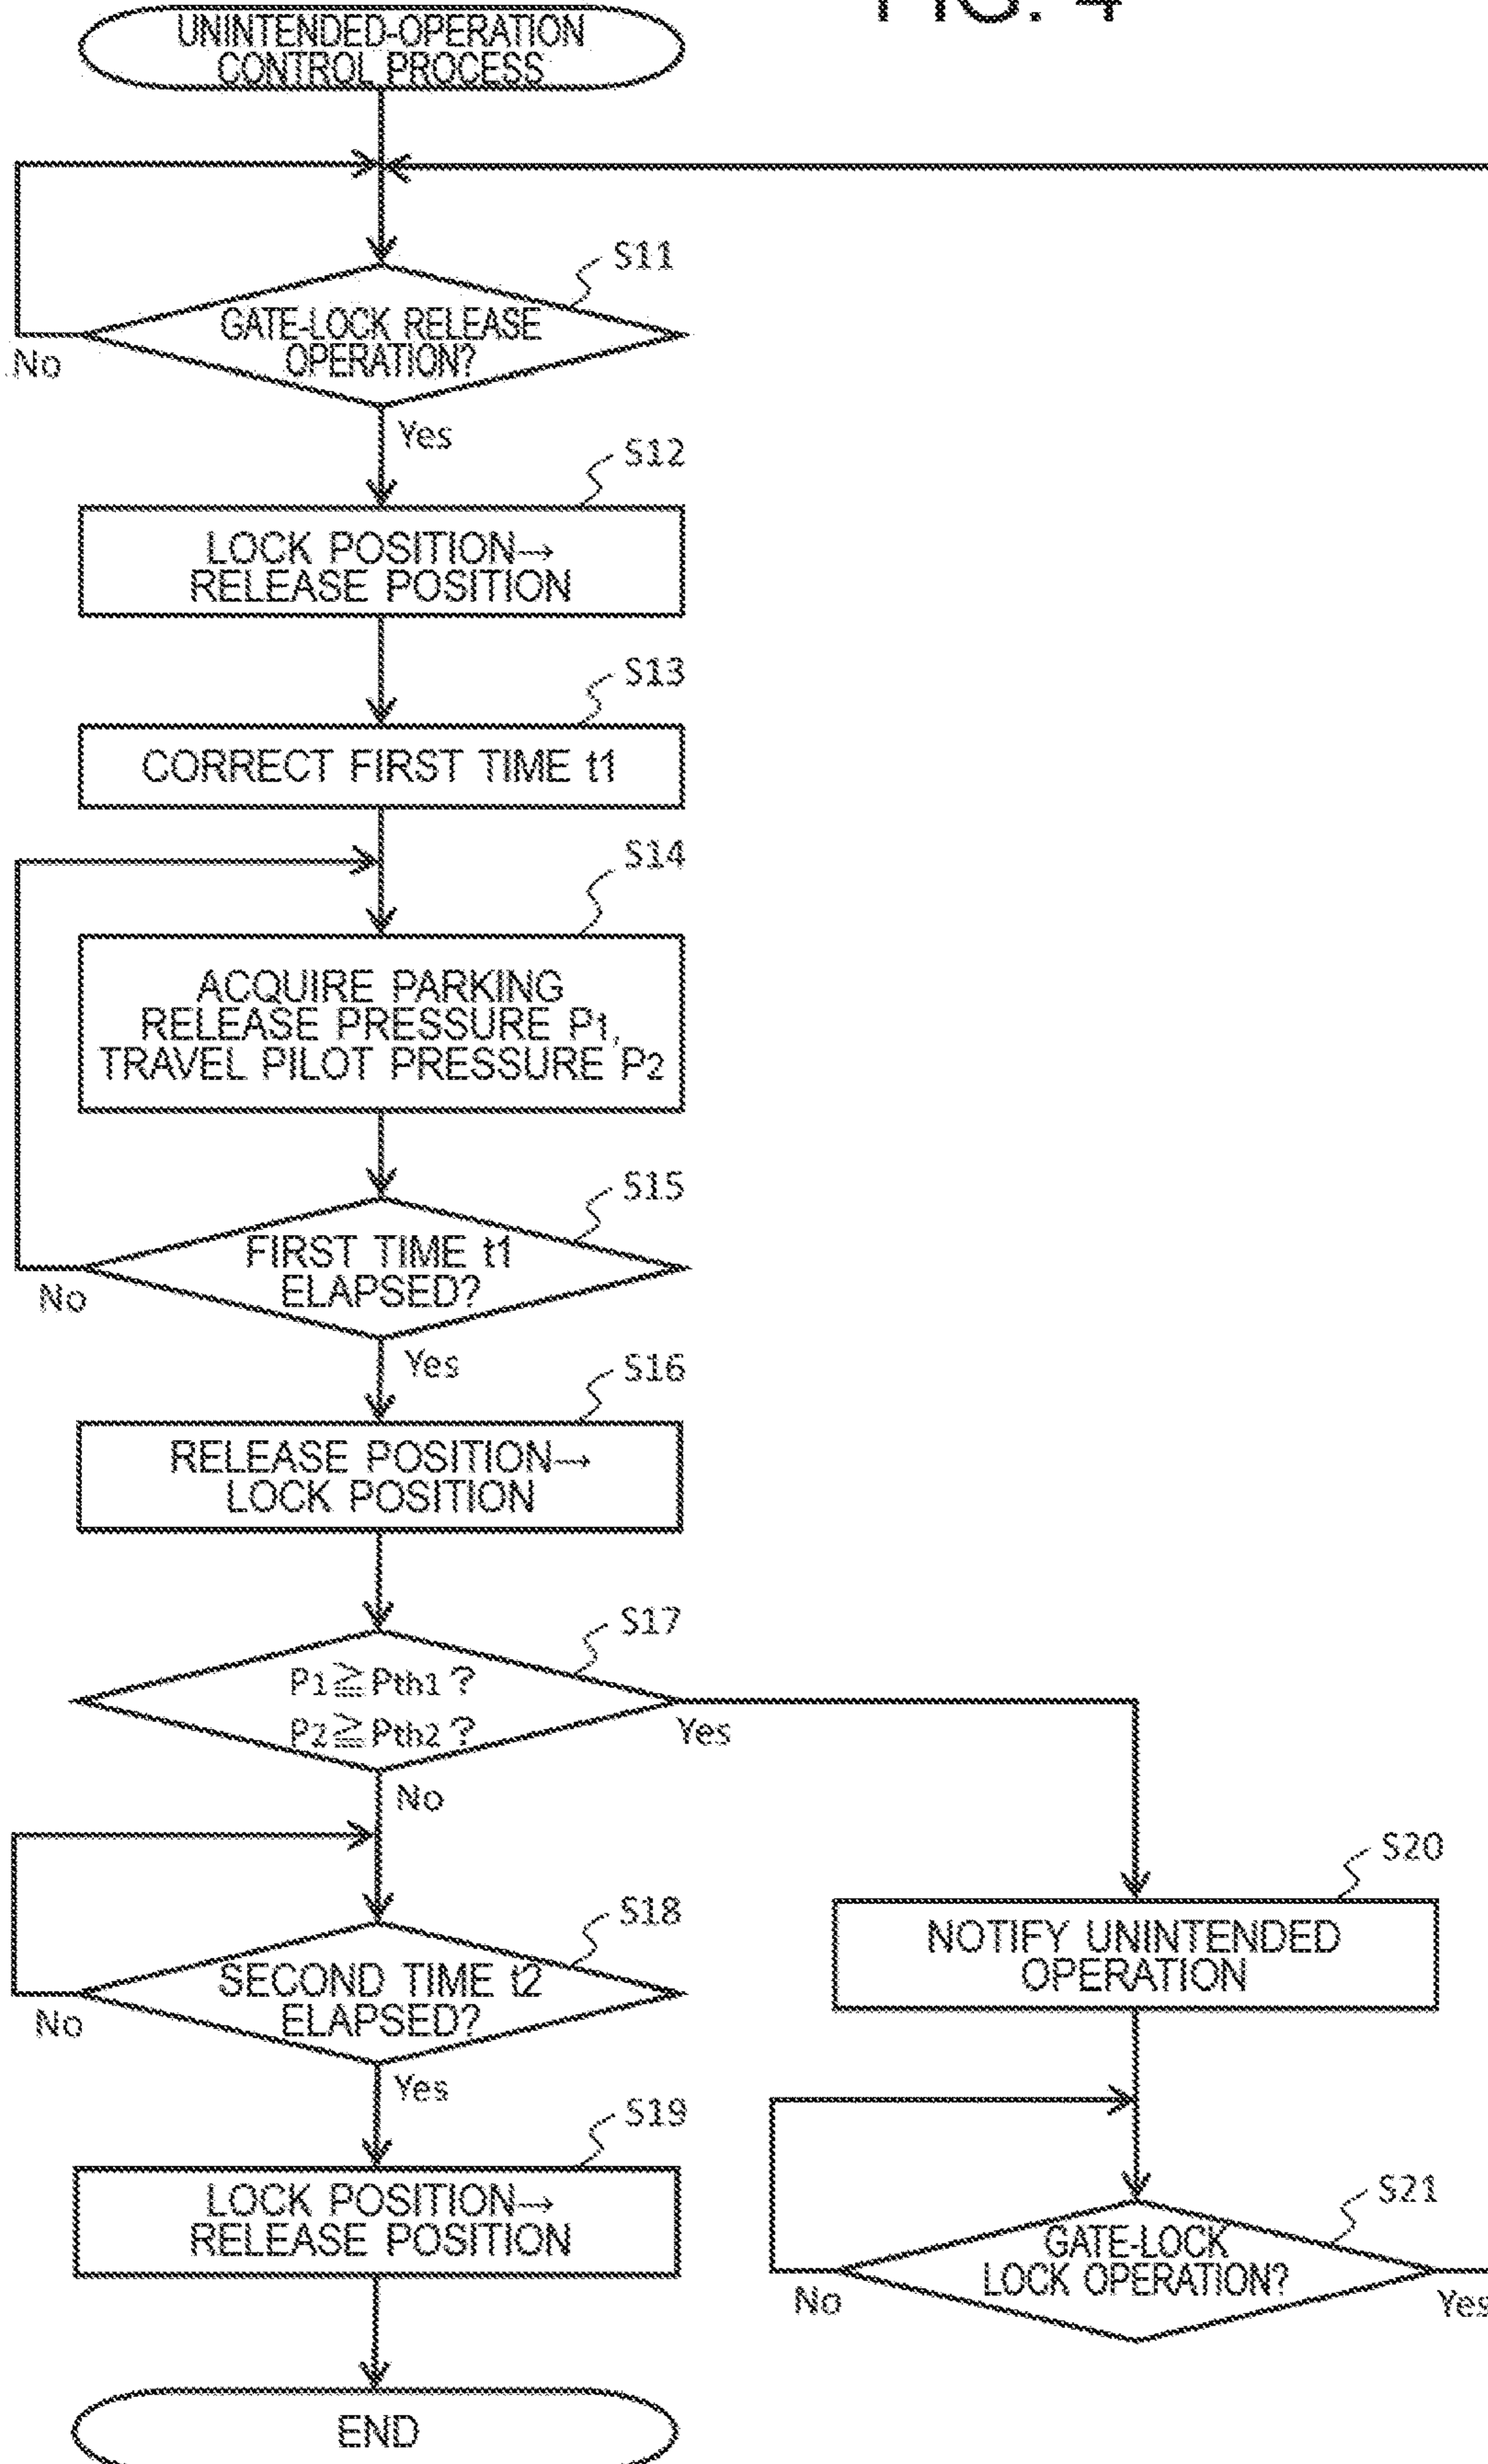 FIG. 4
UNINTENDED-OPERATION
CONTROL PROCESS
S11
GATE-LOCK RELEASE
OPERATION?
No
Yes
S12
LOCK POSITION→
RELEASE POSITION
S13
CORRECT FIRST TIME t1
S14
ACQUIRE PARKING
RELEASE PRESSURE P1,
TRAVEL PILOT PRESSURE P2
S15
FIRST TIME t1
ELAPSED?
No
Yes
S16
RELEASE POSITION→
LOCK POSITION
S17
P1≧Pth1?
P2≧Pth2?
Yes
No
S18
SECOND TIME t2
ELAPSED?
No
Yes
S19
LOCK POSITION→
RELEASE POSITION
END
S20
NOTIFY UNINTENDED
OPERATION
S21
GATE-LOCK
LOCK OPERATION?
No
Yes